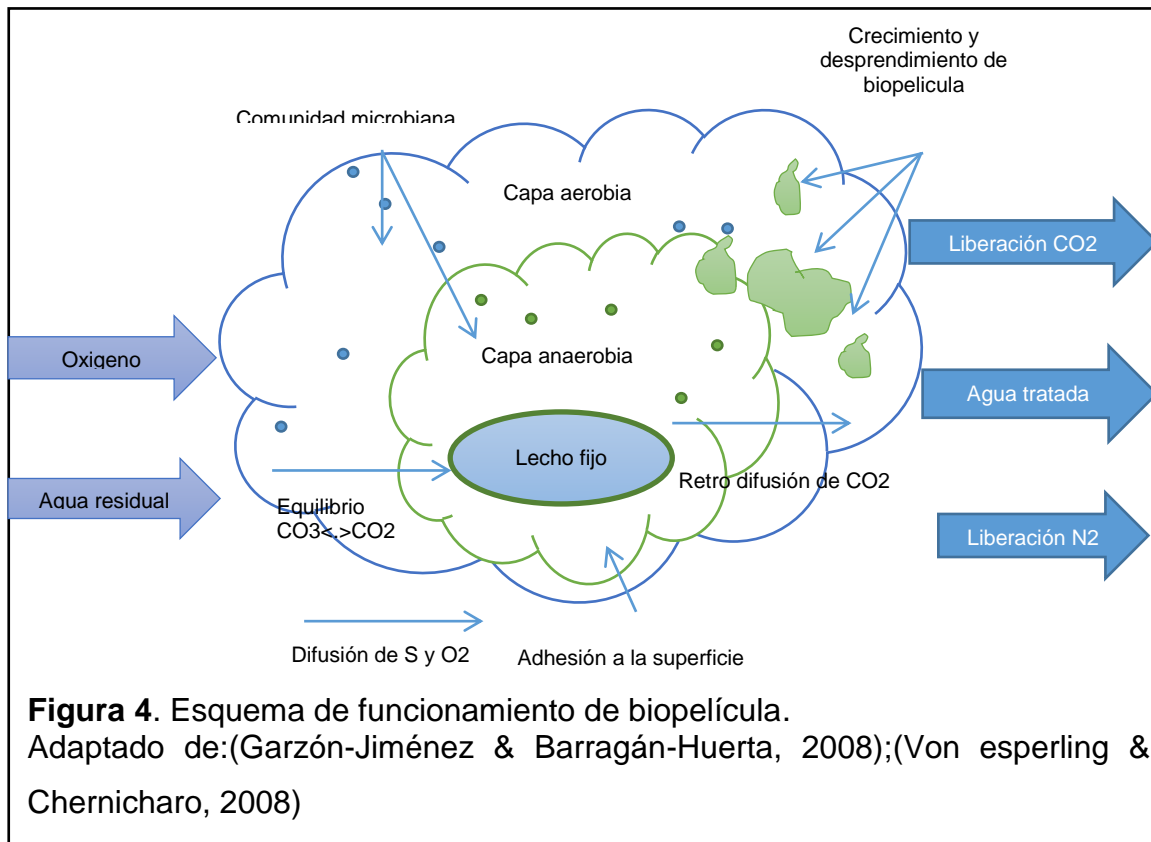 Crecimiento y
desprendimiento de
biopelicula
Comunidad microbiana
Capa aerobia
Liberación CO2
Oxigeno
Capa anaerobia
Agua tratada
Lecho fijo
Retro difusión de CO2
Agua residual
Equilibrio
CO3<.>CO2
Liberación N2
Difusión de S y O2
Adhesión a la superficie
Figura 4. Esquema de funcionamiento de biopelícula.
Adaptado de:(Garzón-Jiménez & Barragán-Huerta, 2008);(Von esperling &
Chernicharo, 2008)